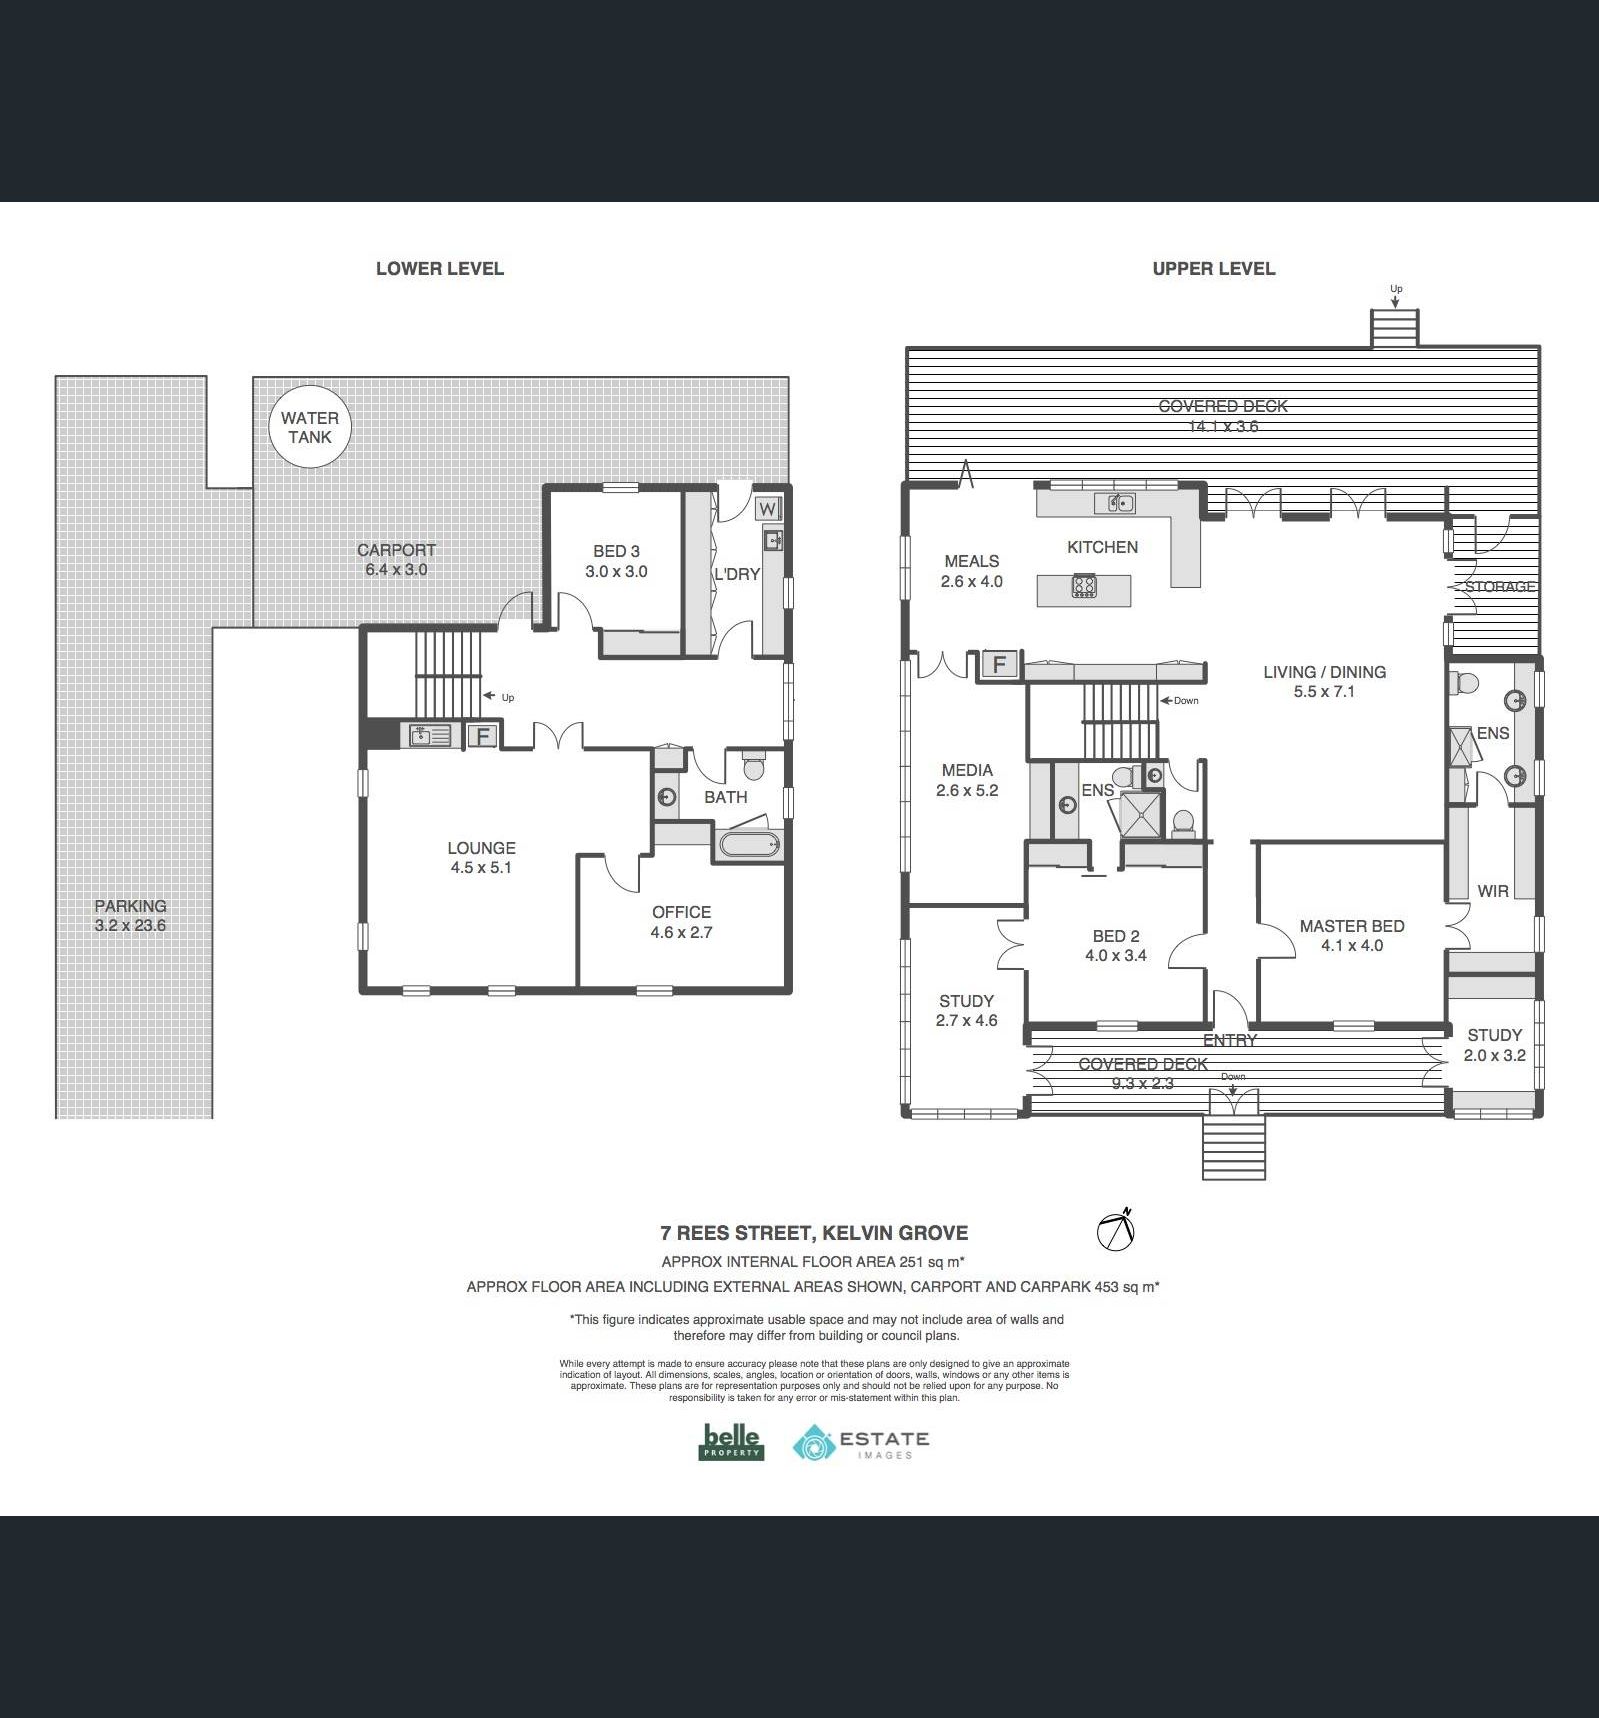 LOWER LEVEL
UPPER LEVEL
Up
WATER
TANK
CARPORT
6.4 x 3.0
BED 3
3.0 x 3.0
W
L'DRY
Up
F
BATH
LOUNGE
4.5 x 5.1
OFFICE
4.6 x 2.7
PARKING
3.2 x 23.6
COVERED DECK
14.1 x 3.6
MEALS
2.6 x 4.0
KITCHEN
STORAGE
F
LIVING / DINING
5.5 x 7.1
Down
ENS
MEDIA
2.6 x 5.2
ENS
WIR
BED 2
4.0 x 3.4
MASTER BED
4.1 x 4.0
STUDY
2.7 x 4.6
ENTRY
COVERED DECK
9.3 x 2.3
Down
STUDY
2.0 x 3.2
N
7 REES STREET, KELVIN GROVE
APPROX INTERNAL FLOOR AREA 251 sq m*
APPROX FLOOR AREA INCLUDING EXTERNAL AREAS SHOWN, CARPORT AND CARPARK 453 sq m*
*This figure indicates approximate usable space and may not include area of walls and
therefore may differ from building or council plans.
While every attempt is made to ensure accuracy please note that these plans are only designed to give an approximate
indication of layout. All dimensions, scales, angles, location or orientation of doors, walls, windows or any other items is
approximate. These plans are for representation purposes only and should not be relied upon for any purpose. No
responsibility is taken for any error or mis-statement within this plan.
belle
PROPERTY
ESTATE
IMAGES